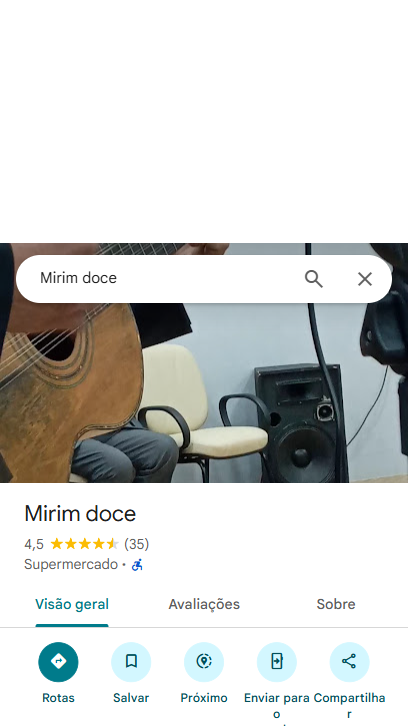 Mirim doce
Mirim doce
4,5 (35)
Supermercado ·
Visão geral Avaliações Sobre
Rotas Salvar Próximo Enviar para o Compartilhar